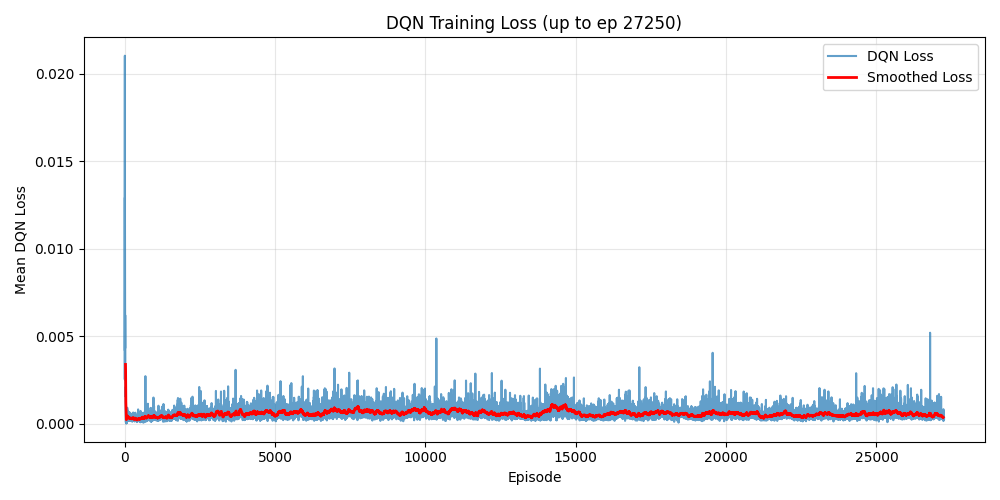 DQN Training Loss (up to ep 27250)
DQN Loss
Smoothed Loss
Mean DQN Loss
0.020
0.015
0.010
0.005
0.000
0 5000 10000 15000 20000 25000
Episode